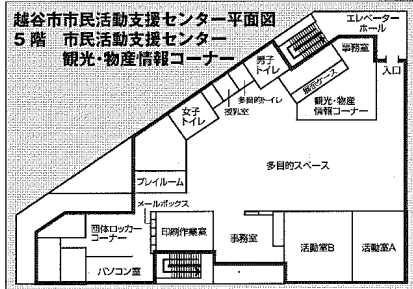 越谷市市民活動支援センター平面図
5階 市民活動支援センター
観光・物産情報コーナー
エレベーター
ホール
事務室
入口
男子
トイレ
展示ケース
観光・物産
情報コーナー
多目的トイレ
授乳室
女子
トイレ
多目的スペース
プレイルーム
メールボックス
団体ロッカー
コーナー
印刷作業室
事務室
活動室B
活動室A
パソコン室